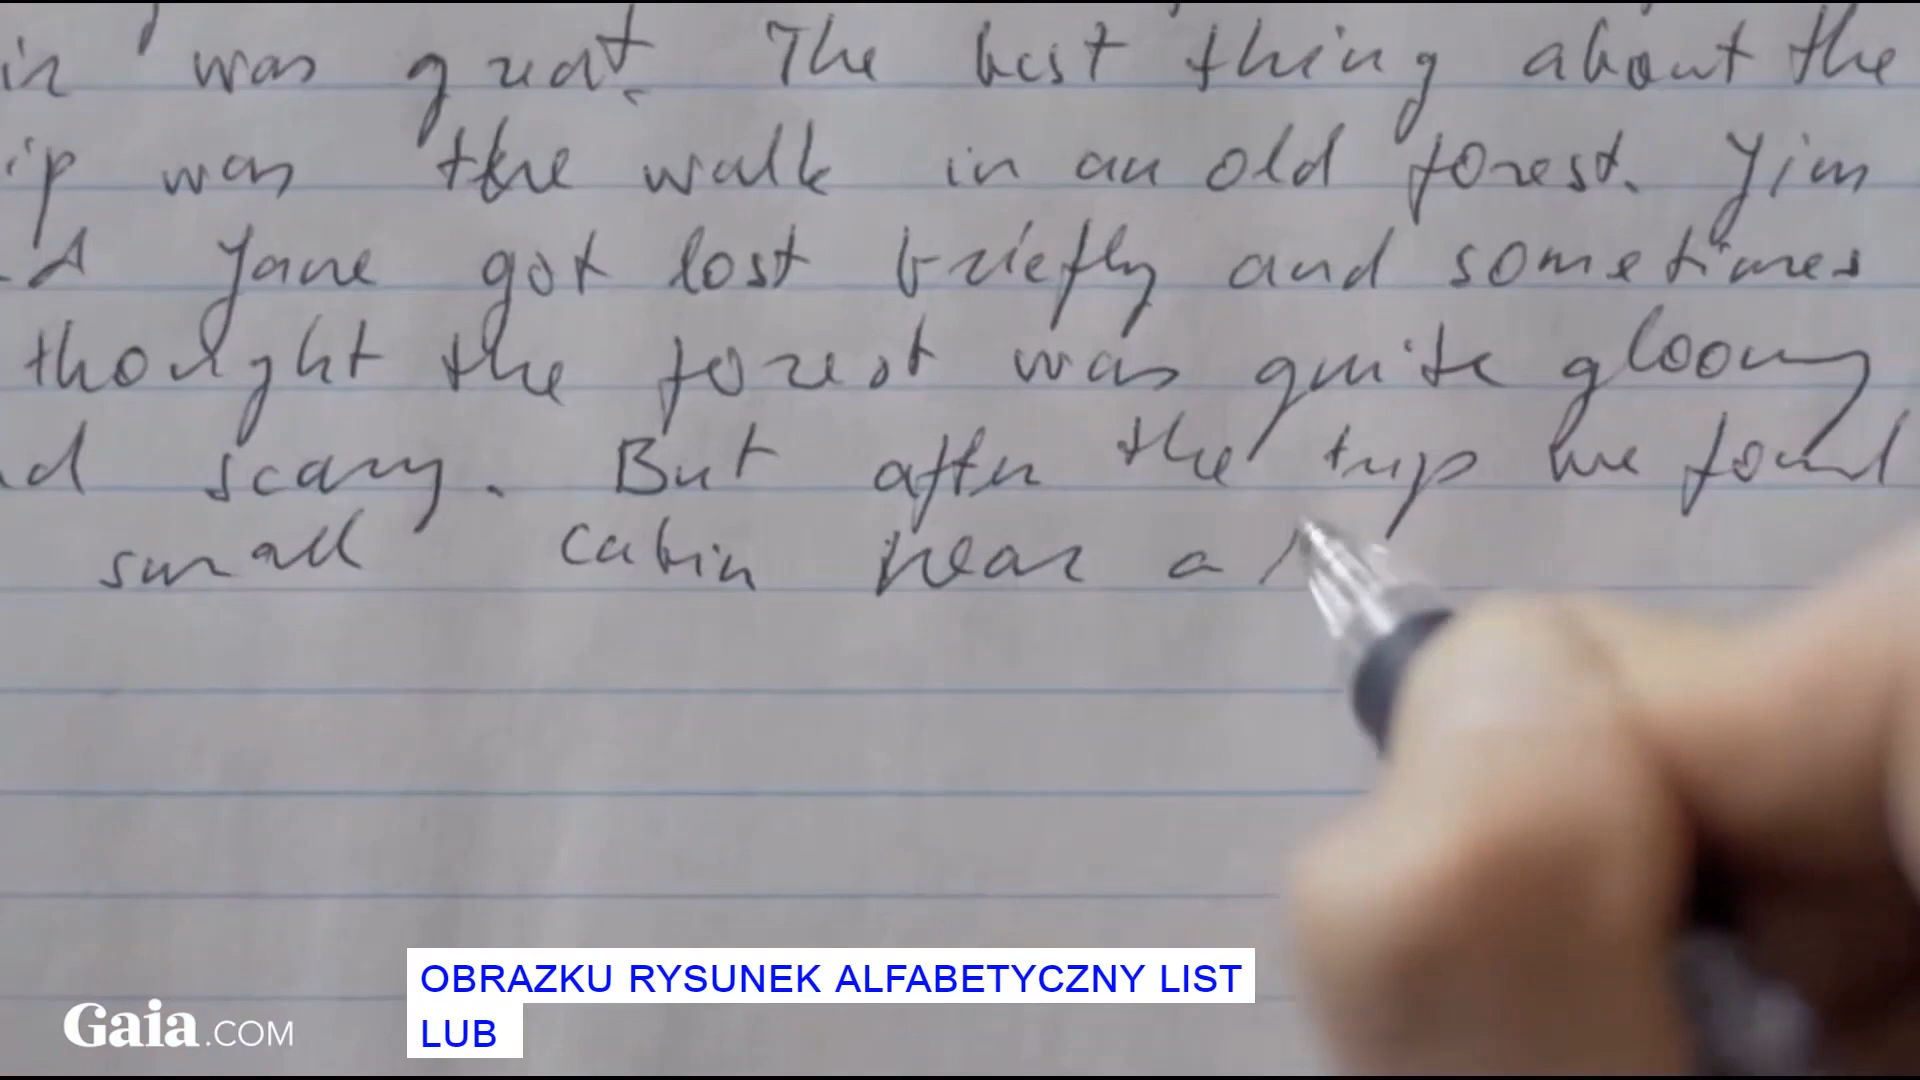 in was great. The best thing about the
ip was the walk in an old forest. Jim
d Jane got lost briefly and sometimes
thought the forest was quite gloomy
d scary. But after the trip we found
small cabin near a
OBRAZKU RYSUNEK ALFABETYCZNY LIST
LUB
Gaia.COM